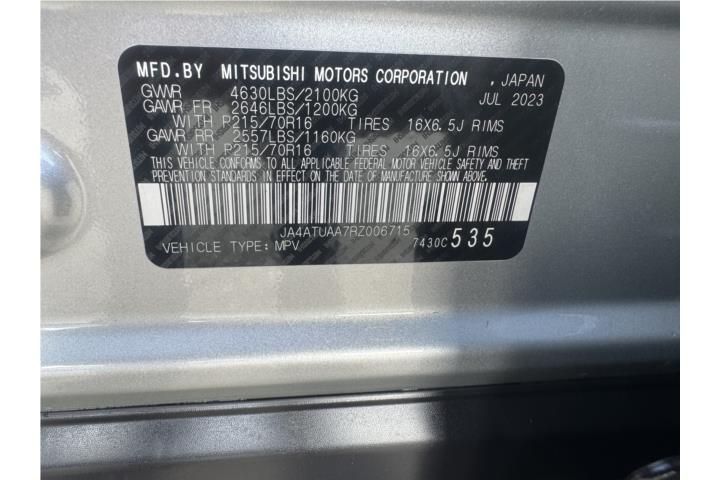 MFD.BY MITSUBISHI MOTORS CORPORATION , JAPAN
GVWR 4630LBS/2100KG JUL 2023
GAWR FR 2646LBS/1200KG
WITH P215/70R16 TIRES 16X6.5J RIMS
GAWR RR 2557LBS/1160KG
WITH P215/70R16 TIRES 16X6.5J RIMS
THIS VEHICLE CONFORMS TO ALL APPLICABLE FEDERAL MOTOR VEHICLE SAFETY AND THEFT
PREVENTION STANDARDS IN EFFECT ON THE DATE OF MANUFACTURE SHOWN ABOVE.
JA4ATUAA7RZ006715
VEHICLE TYPE: MPV 7430C 535